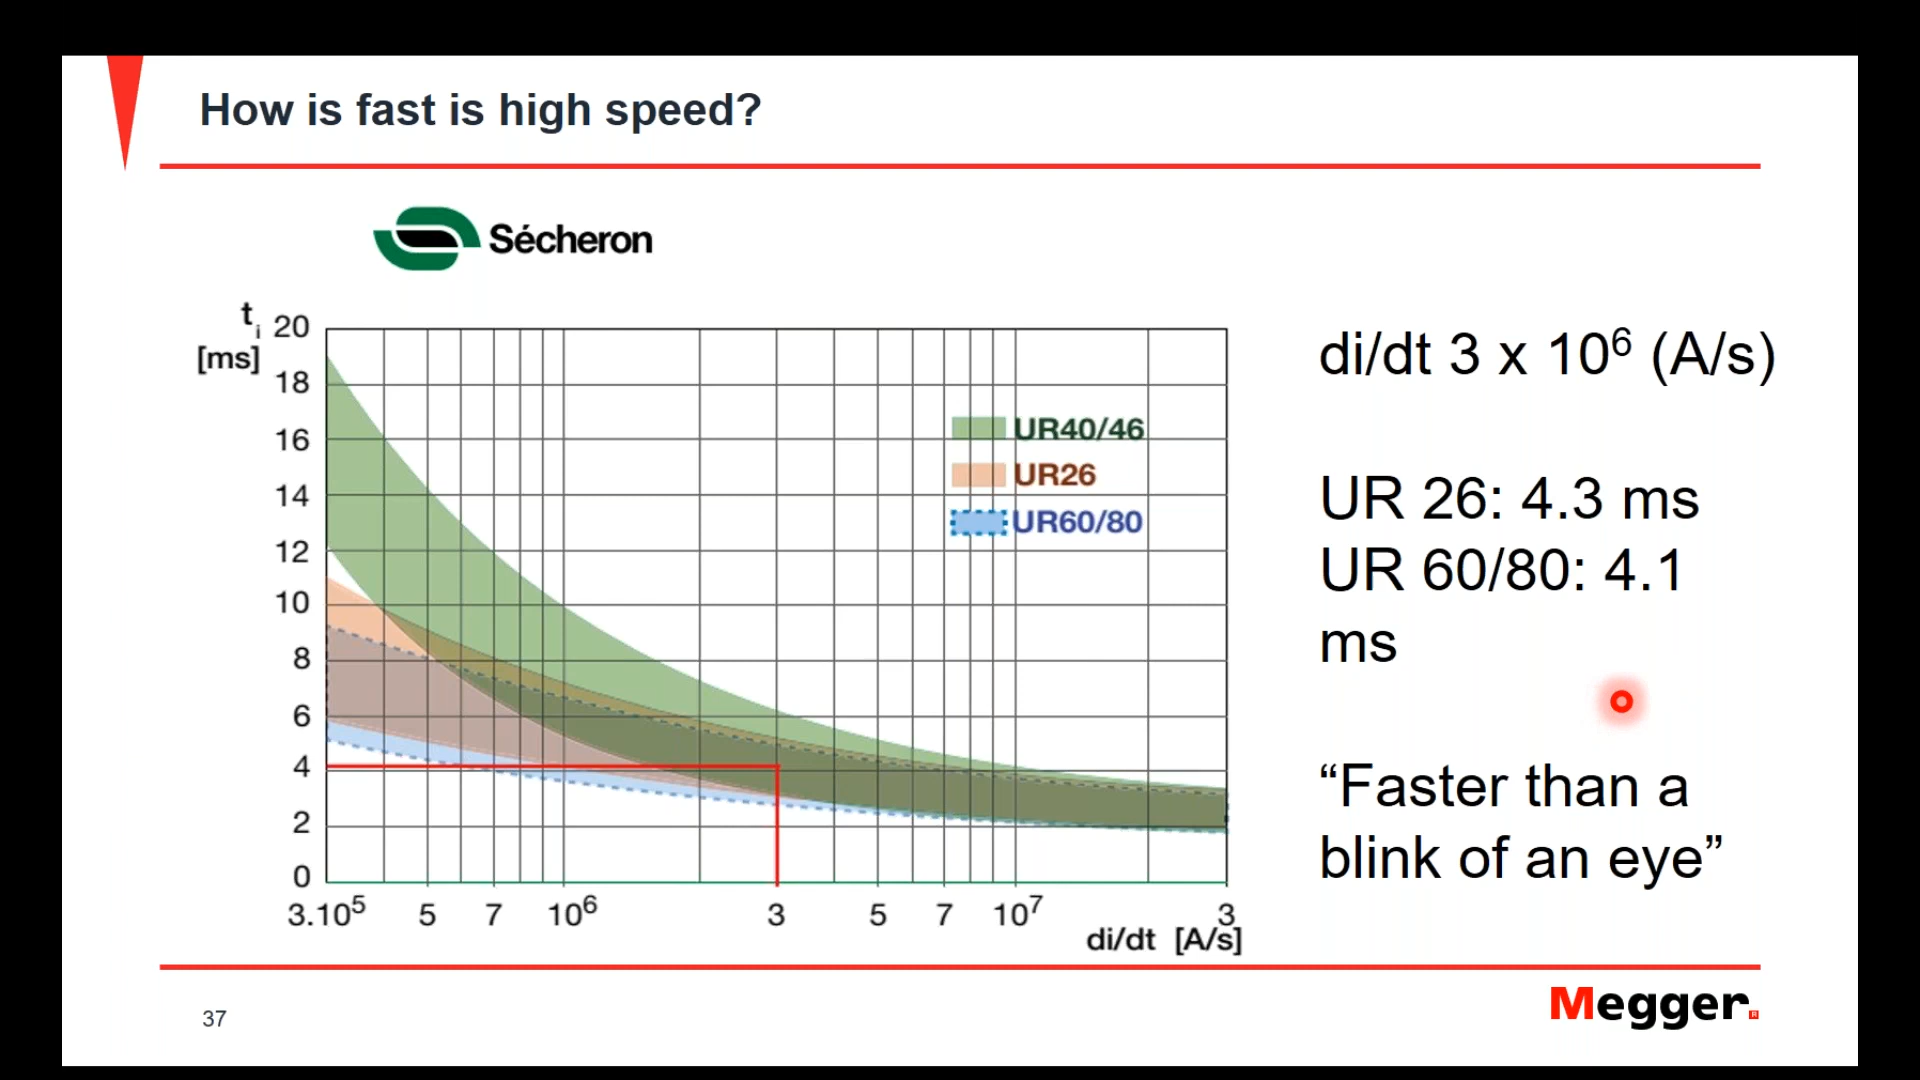 How is fast is high speed?
Sécheron
tᵢ
[ms]
20
18
16
14
12
10
8
6
4
2
0
UR40/46
UR26
UR60/80
3.10⁵ 5 7 10⁶ 3 5 7 10⁷ 3
di/dt [A/s]
di/dt 3 x 10⁶ (A/s)
UR 26: 4.3 ms
UR 60/80: 4.1
ms
“Faster than a
blink of an eye”
37
Megger